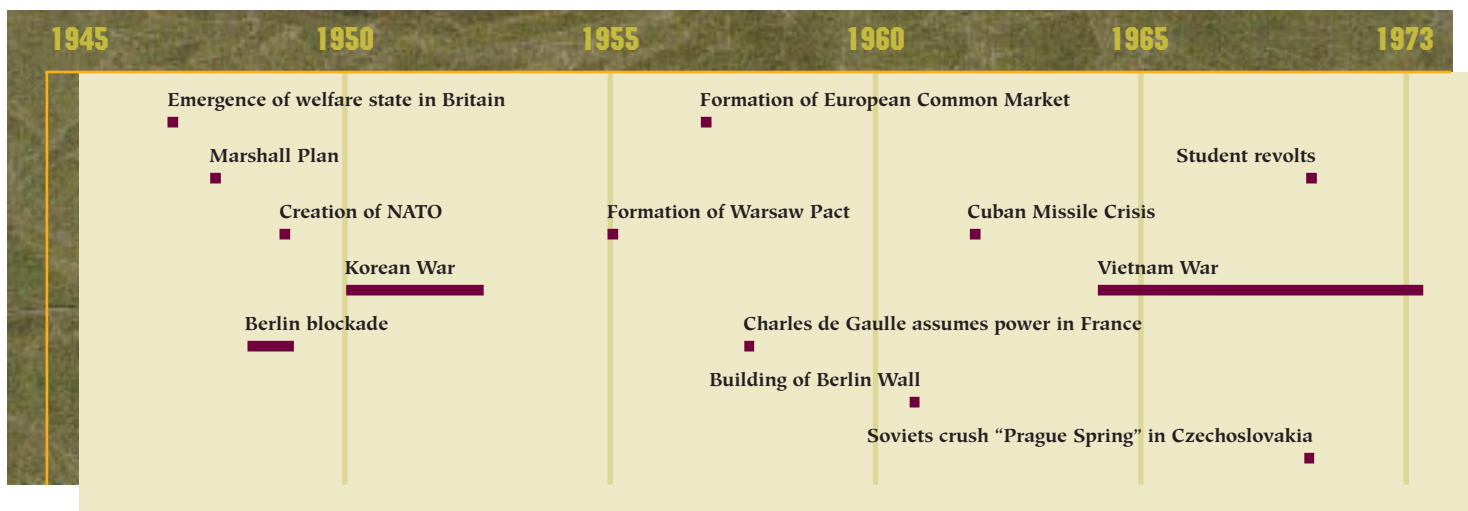 1945 1950 1955 1960 1965 1973
Emergence of welfare state in Britain Formation of European Common Market
Marshall Plan Student revolts
Creation of NATO Formation of Warsaw Pact Cuban Missile Crisis
Korean War Vietnam War
Berlin blockade Charles de Gaulle assumes power in France
Building of Berlin Wall
Soviets crush “Prague Spring” in Czechoslovakia